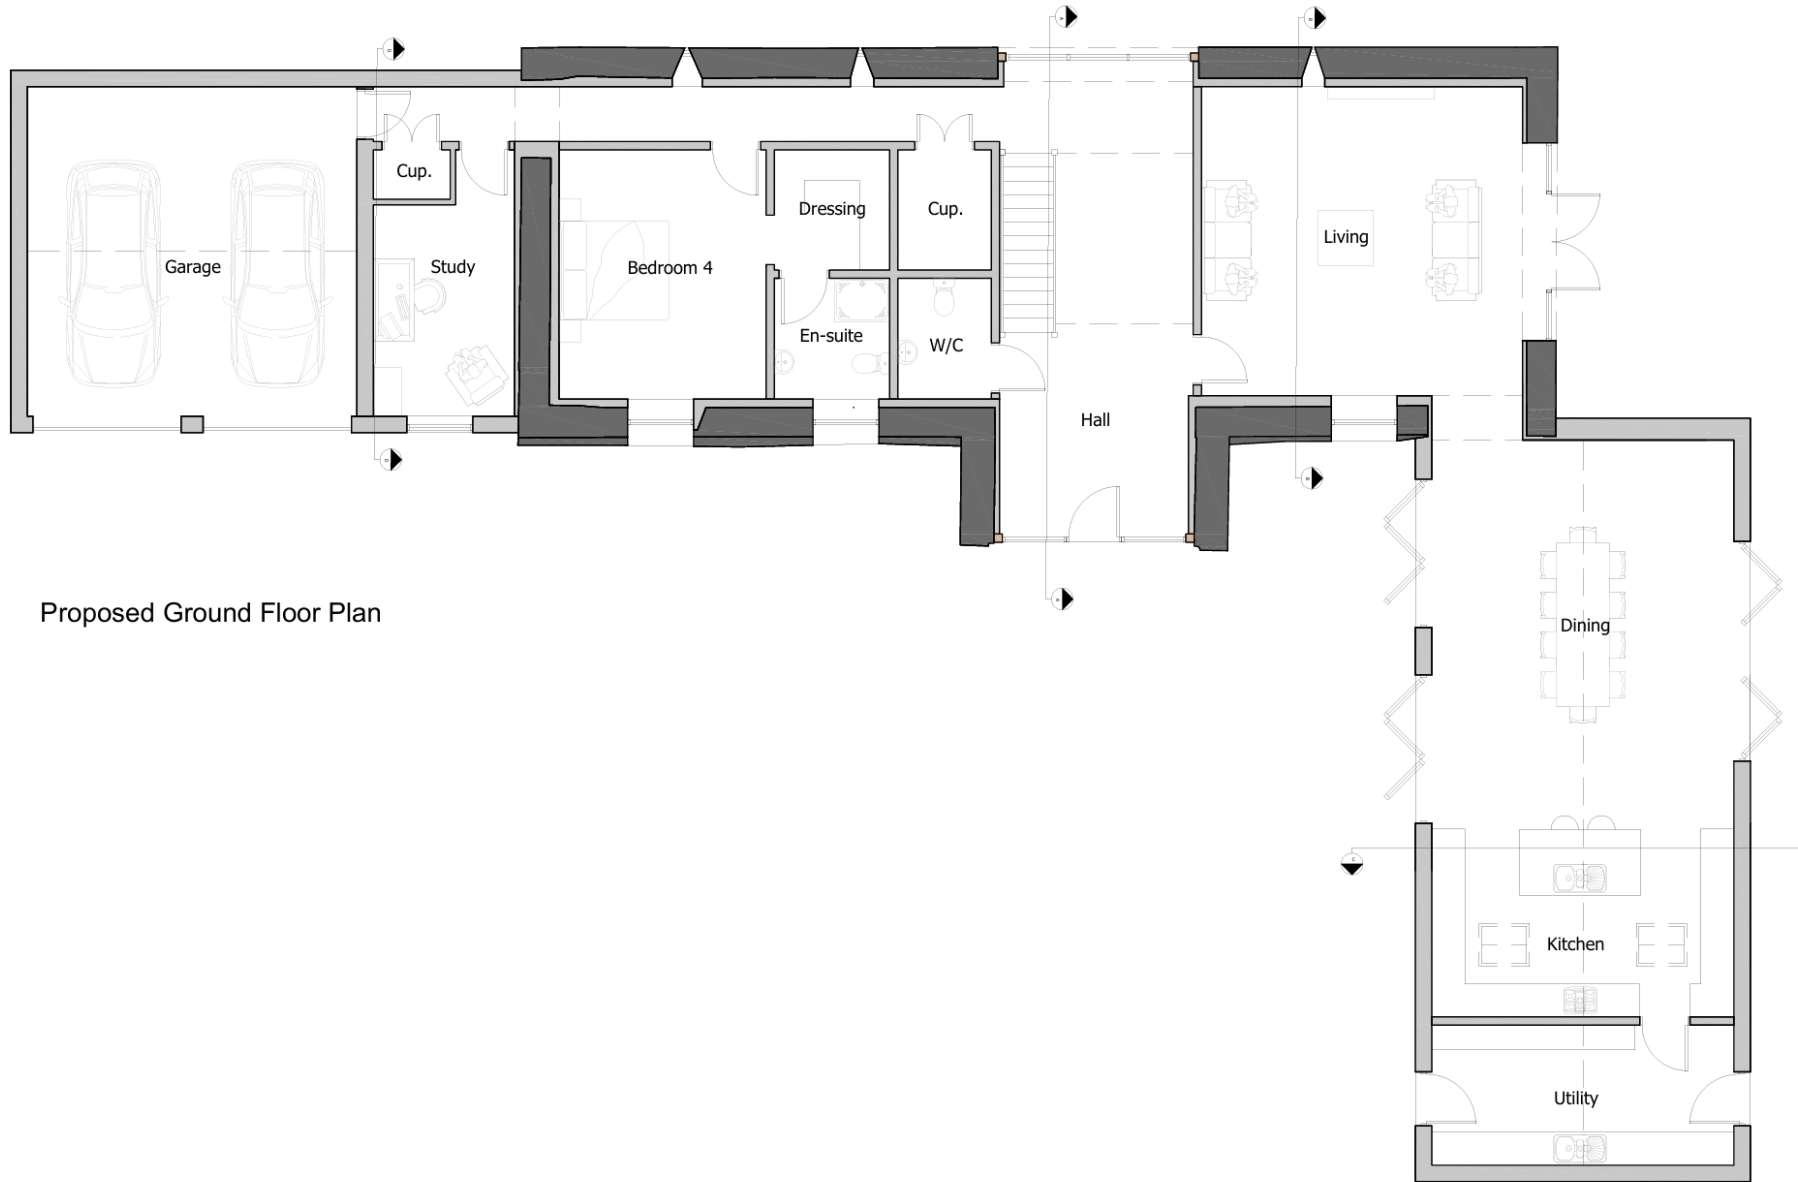 Cup.
Dressing
Cup.
Living
Garage
Study
Bedroom 4
En-suite
W/C
Hall
Proposed Ground Floor Plan
Dining
Kitchen
Utility